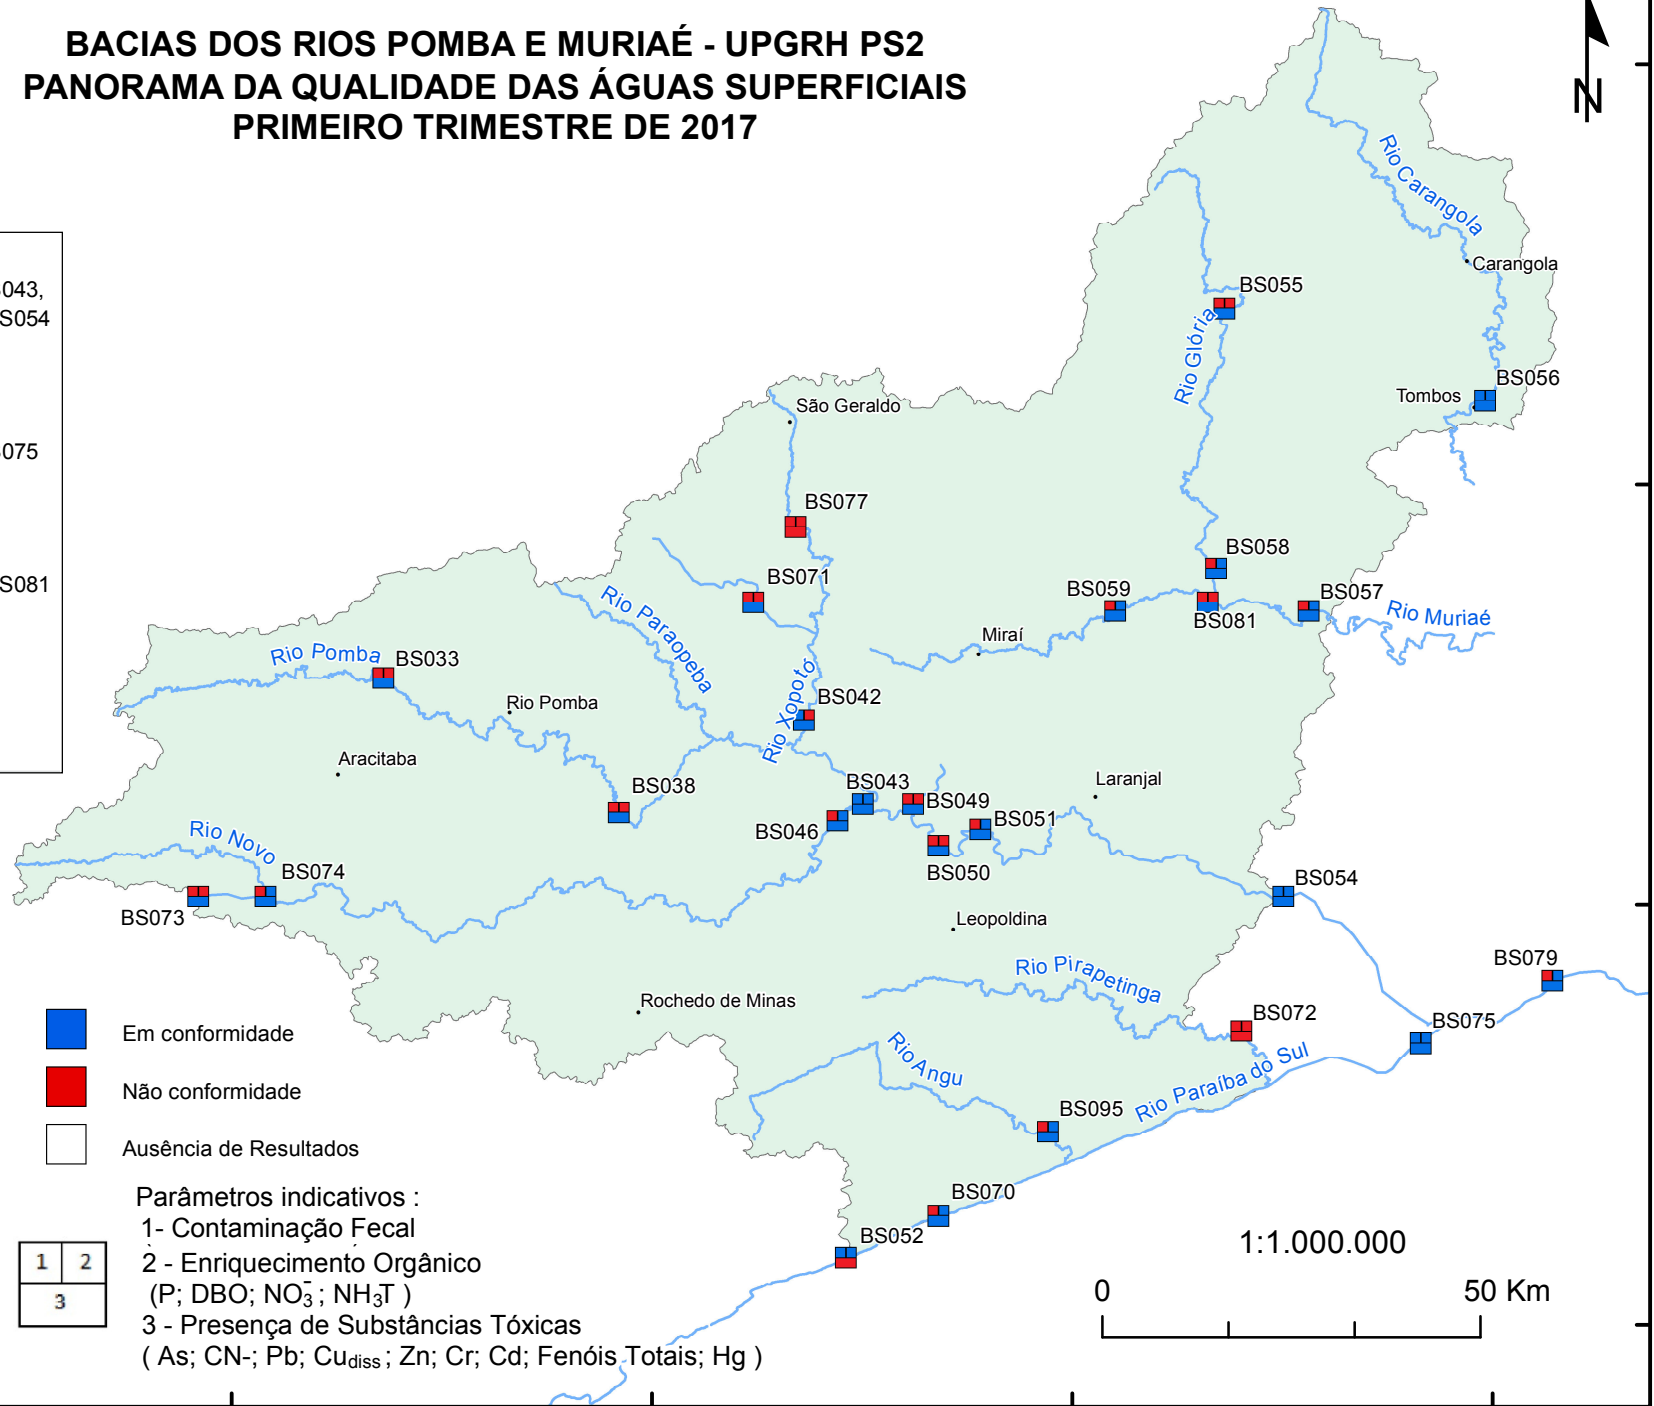 BACIAS DOS RIOS POMBA E MURIAÉ - UPGRH PS2
PANORAMA DA QUALIDADE DAS ÁGUAS SUPERFICIAIS
PRIMEIRO TRIMESTRE DE 2017
N
043,
S054
075
S081
Rio Carangola
Carangola
BS055
Rio Glória
BS056
Tombos
São Geraldo
BS077
BS071
BS058
BS059
BS057
BS081
Rio Muriaé
Miraí
Rio Paraopeba
Rio Pomba
BS033
Rio Pomba
Rio Xopotó
BS042
Aracitaba
BS038
BS043
BS049
BS046
BS051
BS050
Laranjal
Rio Novo
BS074
BS073
BS054
Leopoldina
BS079
Rio Pirapetinga
Rochedo de Minas
BS072
BS075
Rio Angu
Rio Paraíba do Sul
BS095
BS070
BS052
Em conformidade
Não conformidade
Ausência de Resultados
Parâmetros indicativos :
1- Contaminação Fecal
2 - Enriquecimento Orgânico
(P; DBO; NO₃⁻; NH₃T )
3 - Presença de Substâncias Tóxicas
( As; CN-; Pb; Cu diss ; Zn; Cr; Cd; Fenóis Totais; Hg )
1 2
3
1:1.000.000
0 50 Km